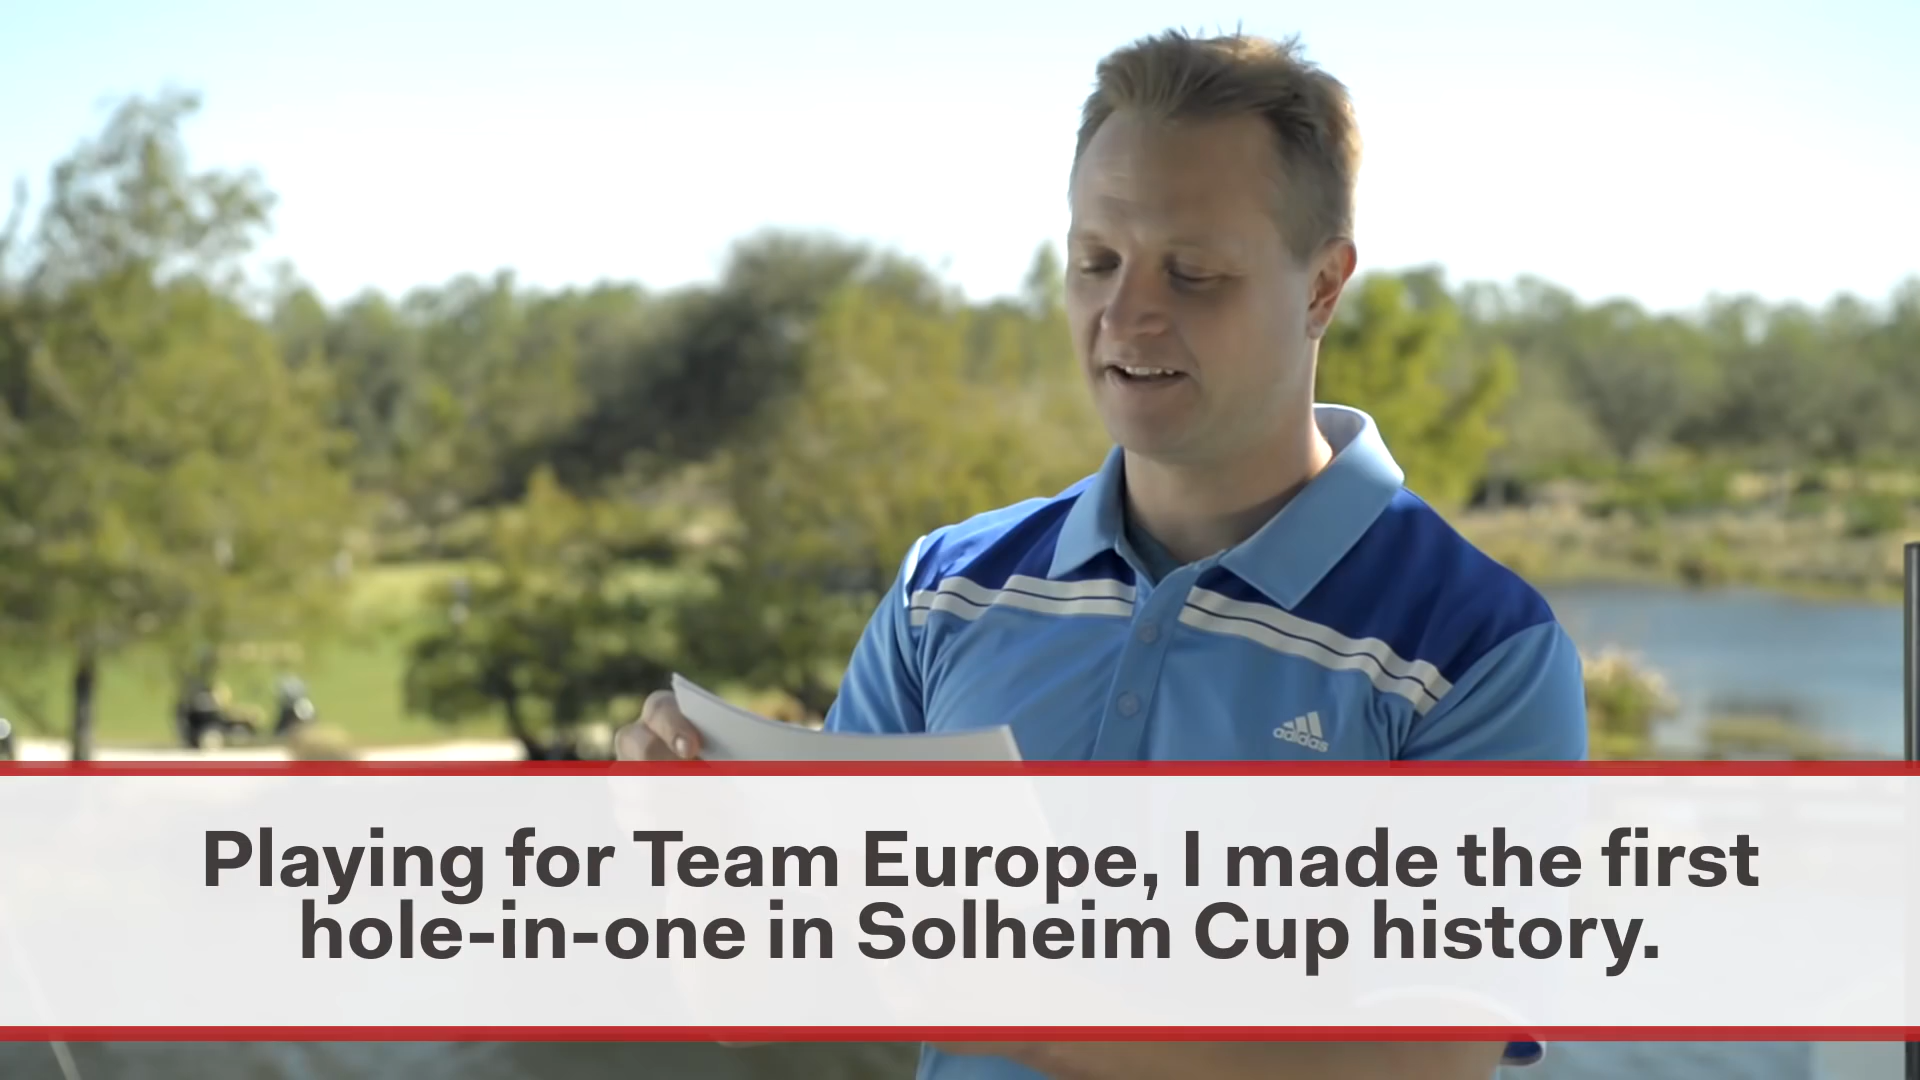 adidas
Playing for Team Europe, I made the first
hole-in-one in Solheim Cup history.